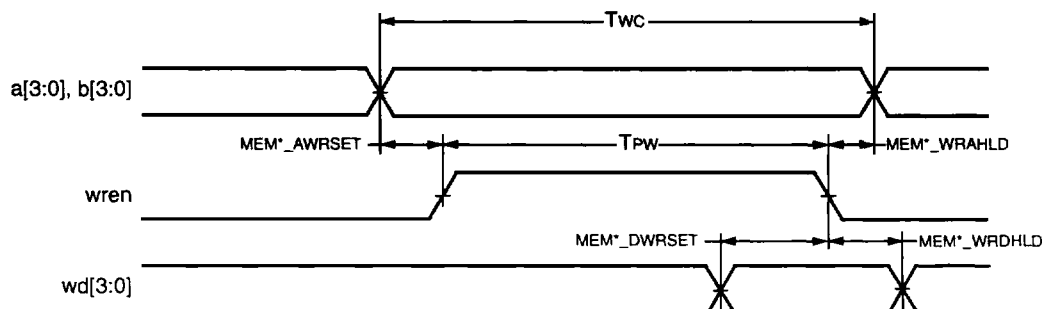 TWC
a[3:0], b[3:0]
MEM*_AWRSET TPW MEM*_WRAHLD
wren
MEM*_DWRSET MEM*_WRDHLD
wd[3:0]